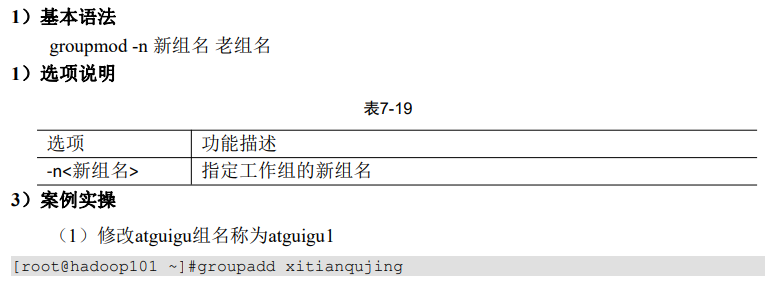 1）基本语法
groupmod -n 新组名 老组名
1）选项说明
表7-19
选项 功能描述
-n<新组名> 指定工作组的新组名
3）案例实操
（1）修改atguigu组名称为atguigu1
[root@hadoop101 ~]#groupadd xitianqujing